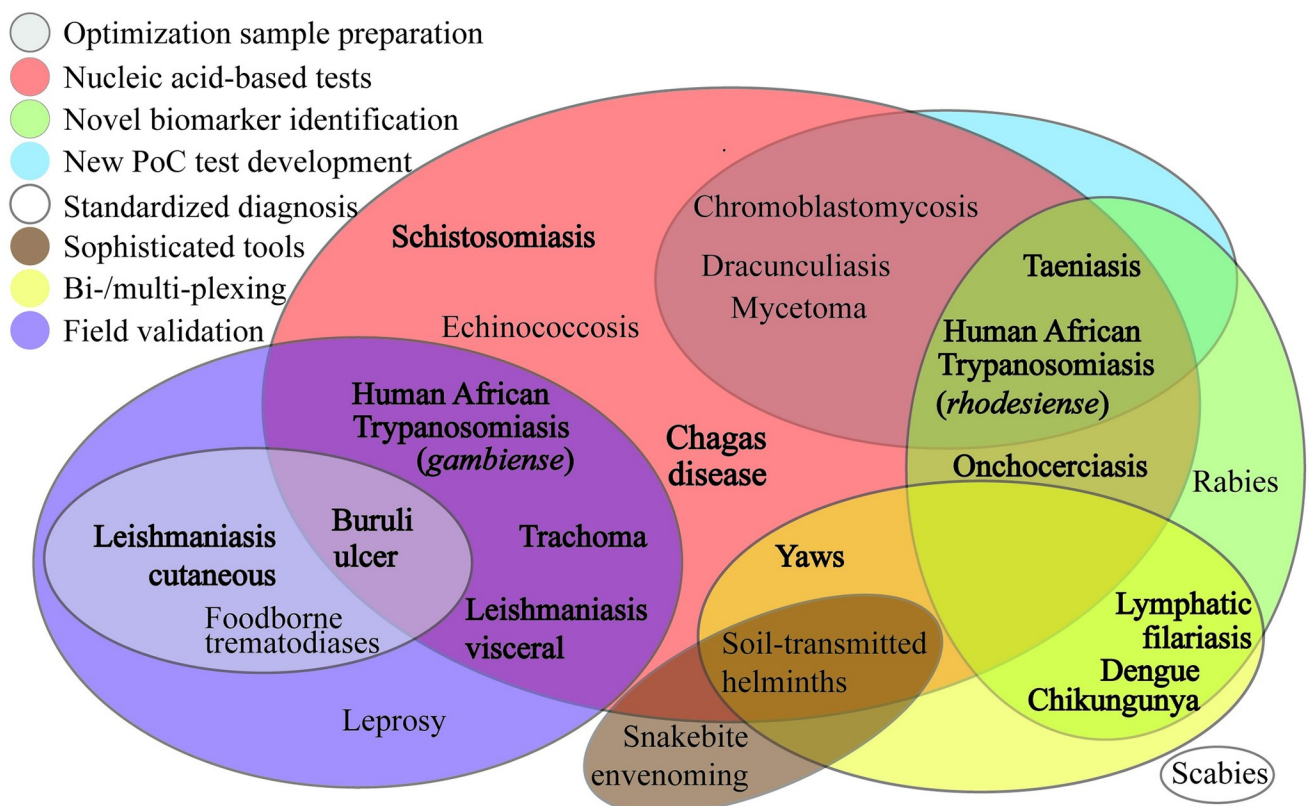 Optimization sample preparation
Nucleic acid-based tests
Novel biomarker identification
New PoC test development
Standardized diagnosis
Sophisticated tools
Bi-/multi-plexing
Field validation
Schistosomiasis
Echinococcosis
Chromoblastomycosis
Dracunculiasis
Mycetoma
Taeniasis
Human African
Trypanosomiasis
(rhodesiense)
Onchocerciasis
Rabies
Human African
Trypanosomiasis
(gambiense)
Chagas
disease
Leishmaniasis
cutaneous
Buruli
ulcer
Foodborne
trematodiases
Trachoma
Leishmaniasis
visceral
Leprosy
Yaws
Soil-transmitted
helminths
Snakebite
envenoming
Lymphatic
filariasis
Dengue
Chikungunya
Scabies